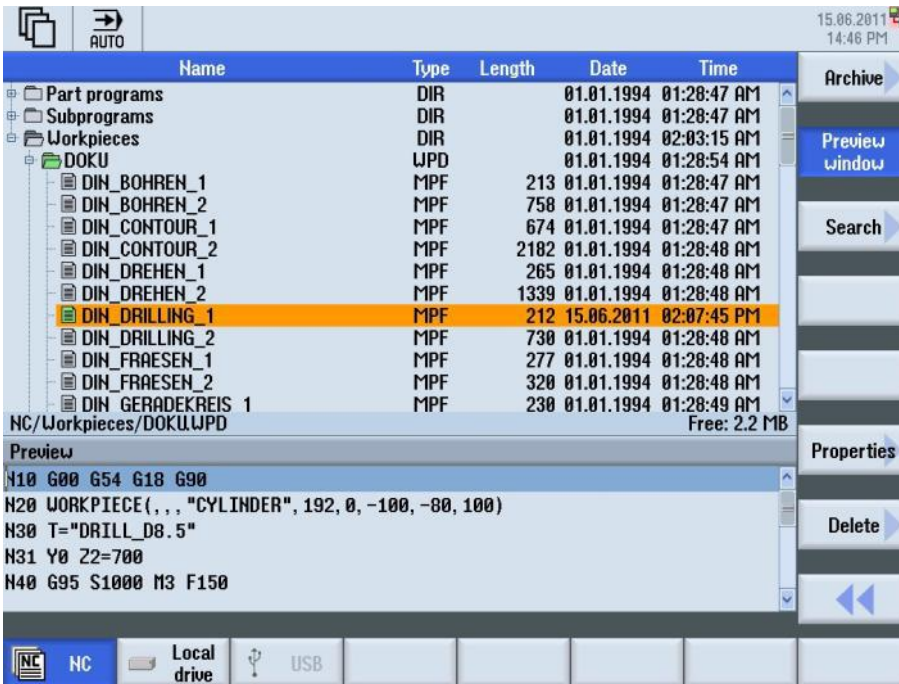 15.06.2011
14:46 PM
AUTO
Name Type Length Date Time
Part programs DIR 01.01.1994 01:28:47 AM
Subprograms DIR 01.01.1994 01:28:47 AM
Workpieces DIR 01.01.1994 02:03:15 AM
DOKU WPD 01.01.1994 01:28:54 AM
DIN_BOHREN_1 MPF 213 01.01.1994 01:28:47 AM
DIN_BOHREN_2 MPF 758 01.01.1994 01:28:47 AM
DIN_CONTOUR_1 MPF 674 01.01.1994 01:28:47 AM
DIN_CONTOUR_2 MPF 2182 01.01.1994 01:28:48 AM
DIN_DREHEN_1 MPF 265 01.01.1994 01:28:48 AM
DIN_DREHEN_2 MPF 1339 01.01.1994 01:28:48 AM
DIN_DRILLING_1 MPF 212 15.06.2011 02:07:45 PM
DIN_DRILLING_2 MPF 730 01.01.1994 01:28:48 AM
DIN_FRAESEN_1 MPF 277 01.01.1994 01:28:48 AM
DIN_FRAESEN_2 MPF 320 01.01.1994 01:28:48 AM
DIN_GERADEKREIS_1 MPF 230 01.01.1994 01:28:49 AM
NC/Workpieces/DOKU.WPD Free: 2.2 MB
Preview
N10 G00 G54 G18 G90
N20 WORKPIECE(,,,"CYLINDER",192,0,-100,-80,100)
N30 T="DRILL_D8.5"
N31 Y0 Z2=700
N40 G95 S1000 M3 F150
Archive
Preview
window
Search
Properties
Delete
NC NC
Local
drive
USB